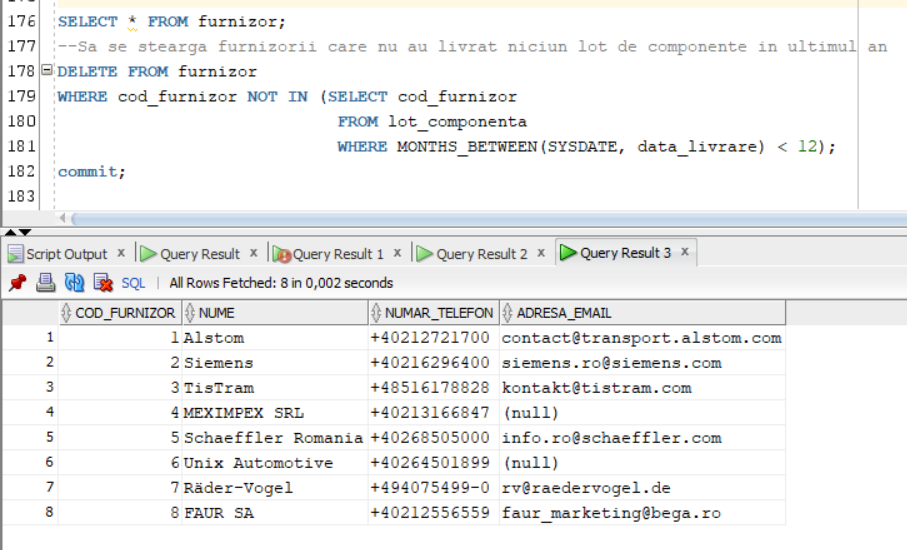 176 SELECT * FROM furnizor;
177 --Sa se stearga furnizorii care nu au livrat niciun lot de componente in ultimul an
178 DELETE FROM furnizor
179 WHERE cod_furnizor NOT IN (SELECT cod_furnizor
180 FROM lot_componenta
181 WHERE MONTHS_BETWEEN(SYSDATE, data_livrare) < 12);
182 commit;
183
Script Output x Query Result x Query Result 1 x Query Result 2 x Query Result 3 x
SQL | All Rows Fetched: 8 in 0,002 seconds
COD_FURNIZOR NUME NUMAR_TELEFON ADRESA_EMAIL
1 1 Alstom +40212721700 contact@transport.alstom.com
2 2 Siemens +40216296400 siemens.ro@siemens.com
3 3 TisTram +48516178828 kontakt@tistram.com
4 4 MEXIMPEX SRL +40213166847 (null)
5 5 Schaeffler Romania +40268505000 info.ro@schaeffler.com
6 6 Unix Automotive +40264501899 (null)
7 7 Räder-Vogel +494075499-0 rv@raedervogel.de
8 8 FAUR SA +40212556559 faur_marketing@bega.ro